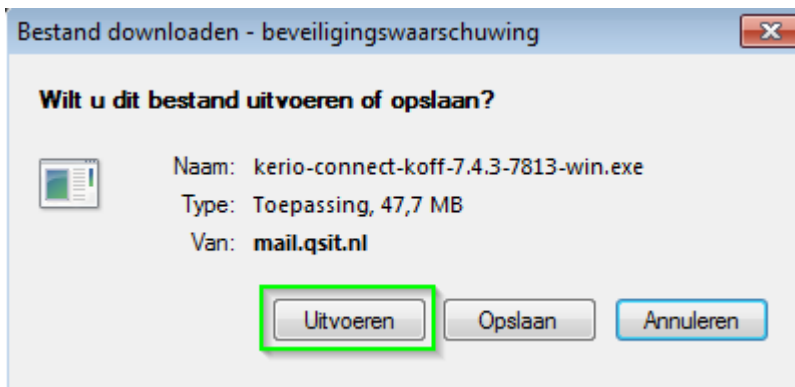 Bestand downloaden - beveiligingswaarschuwing
Wilt u dit bestand uitvoeren of opslaan?
Naam: kerio-connect-koff-7.4.3-7813-win.exe
Type: Toepassing, 47,7 MB
Van: mail.qsit.nl
Uitvoeren Opslaan Annuleren